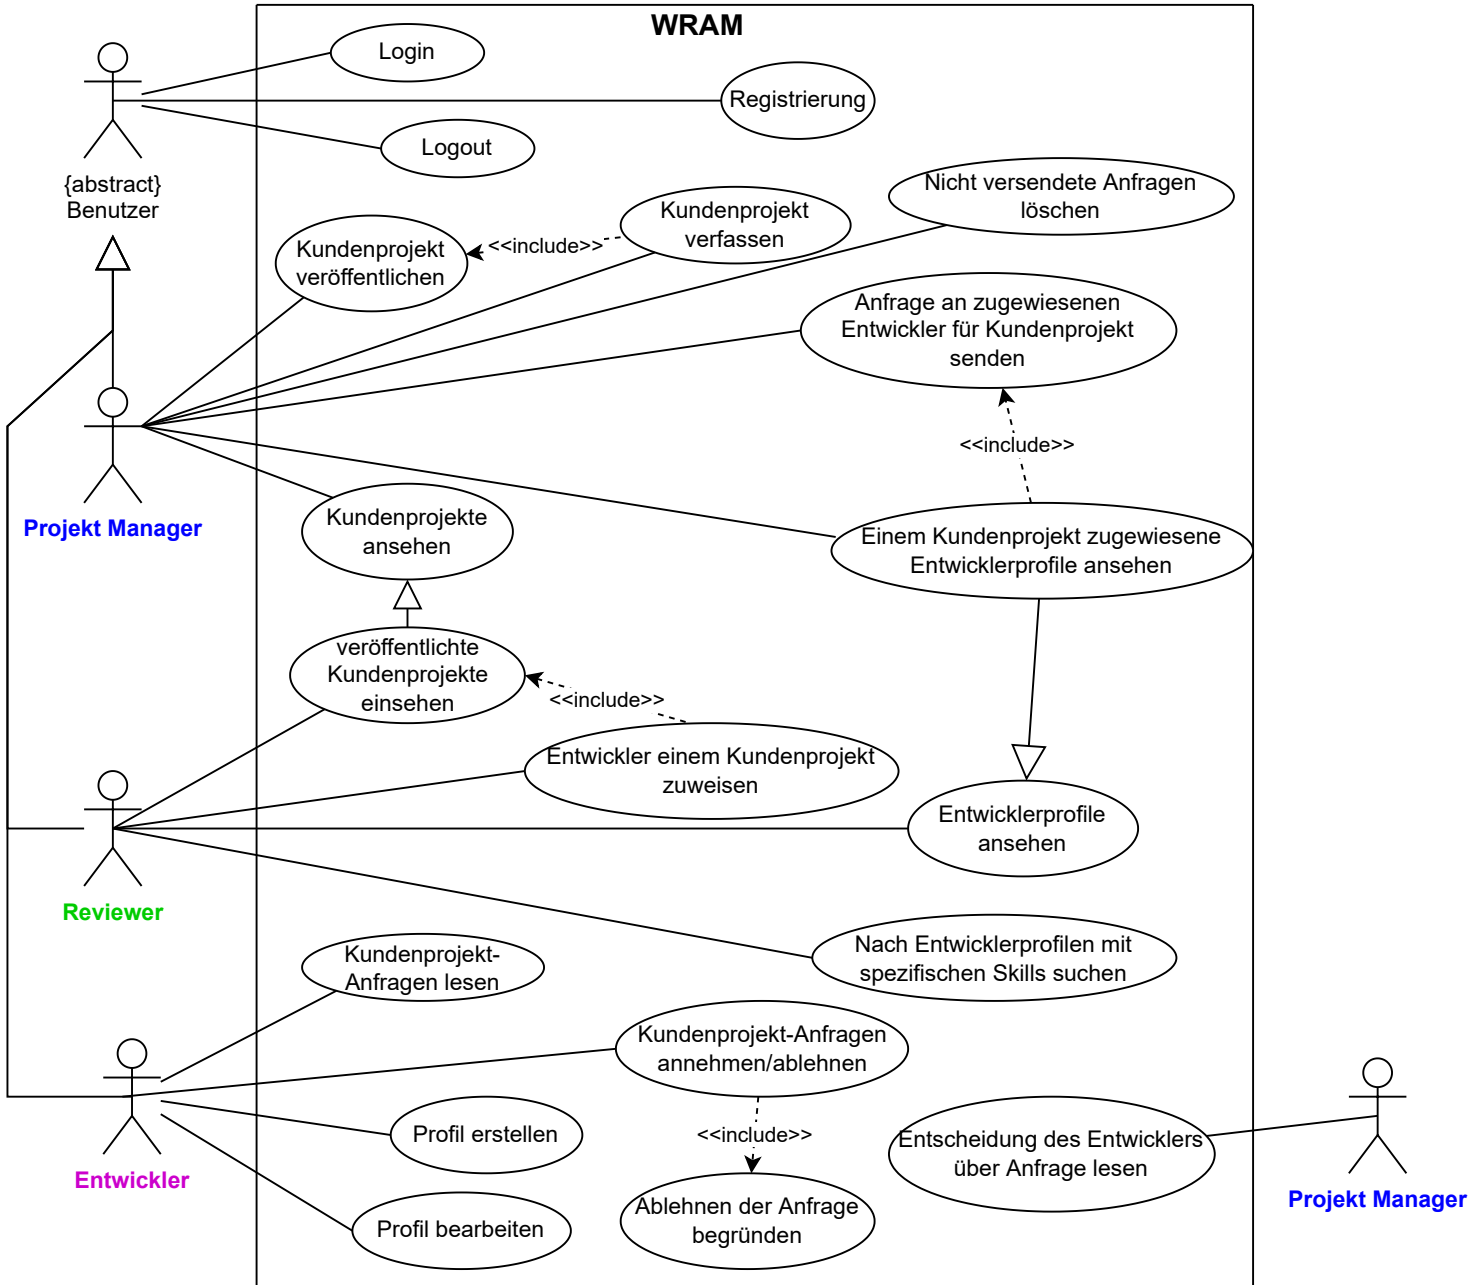 WRAM
Login
Registrierung
Logout
{abstract}
Benutzer
Nicht versendete Anfragen
löschen
Kundenprojekt
verfassen
<<include>>
Kundenprojekt
veröffentlichen
Anfrage an zugewiesenen
Entwickler für Kundenprojekt
senden
<<include>>
Projekt Manager
Kundenprojekte
ansehen
Einem Kundenprojekt zugewiesene
Entwicklerprofile ansehen
veröffentlichte
Kundenprojekte
einsehen
<<include>>
Entwickler einem Kundenprojekt
zuweisen
Entwicklerprofile
ansehen
Reviewer
Nach Entwicklerprofilen mit
spezifischen Skills suchen
Kundenprojekt-
Anfragen lesen
Kundenprojekt-Anfragen
annehmen/ablehnen
Profil erstellen
<<include>>
Entscheidung des Entwicklers
über Anfrage lesen
Entwickler
Projekt Manager
Ablehnen der Anfrage
begründen
Profil bearbeiten